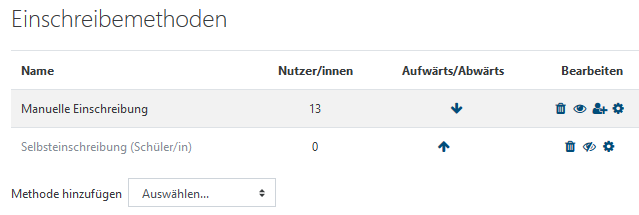 Einschreibemethoden
Name Nutzer/innen Aufwärts/Abwärts Bearbeiten
Manuelle Einschreibung 13
Selbsteinschreibung (Schüler/in) 0
Methode hinzufügen Auswählen...